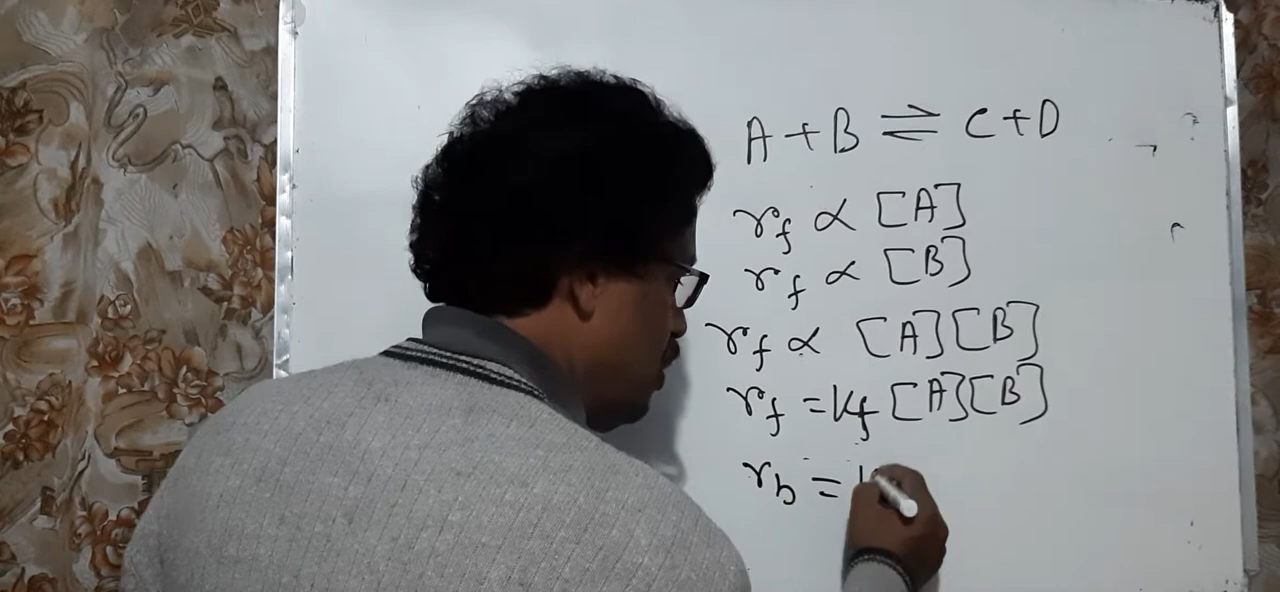 A + B ⇌ C + D
r_f ∝ [A]
r_f ∝ [B]
r_f ∝ [A][B]
r_f = K_f [A][B]
r_b =